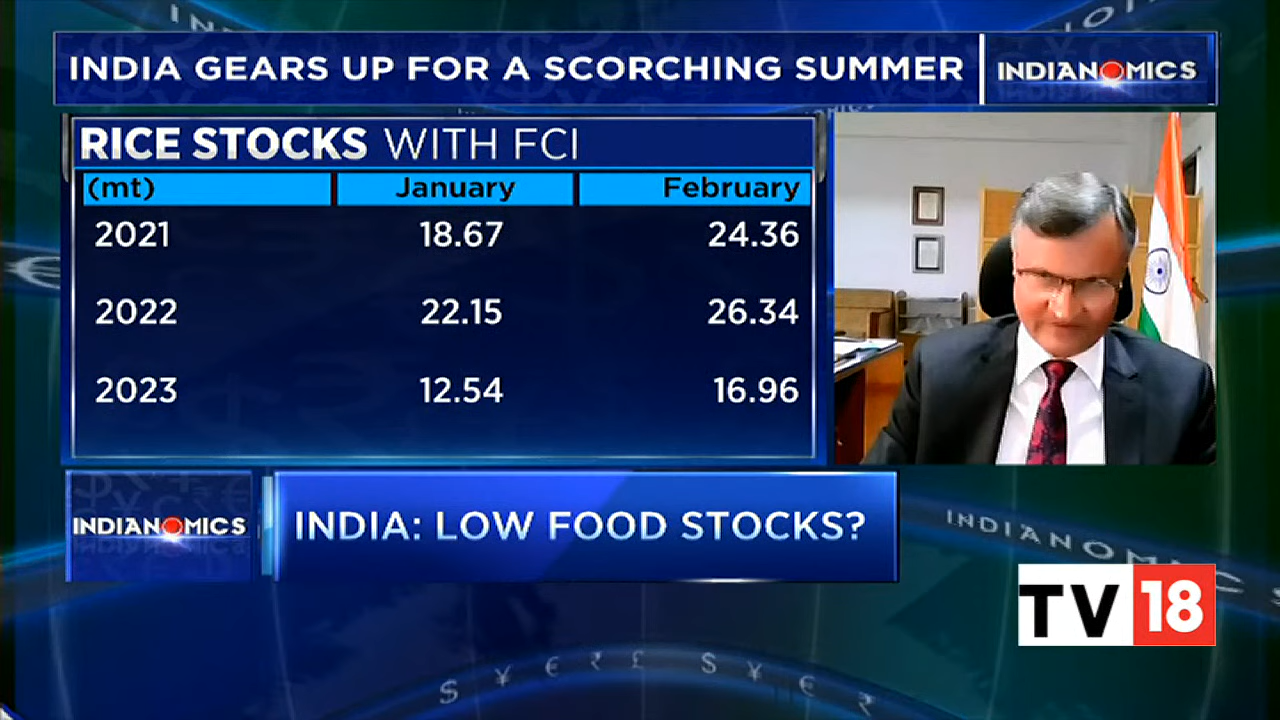 INDIA GEARS UP FOR A SCORCHING SUMMER
INDIANOMICS
RICE STOCKS WITH FCI
(mt) January February
2021 18.67 24.36
2022 22.15 26.34
2023 12.54 16.96
INDIANOMICS
INDIA: LOW FOOD STOCKS?
INDIANOMICS
TV18
$ ¥ € ₹ £ $ ¥ € ₹